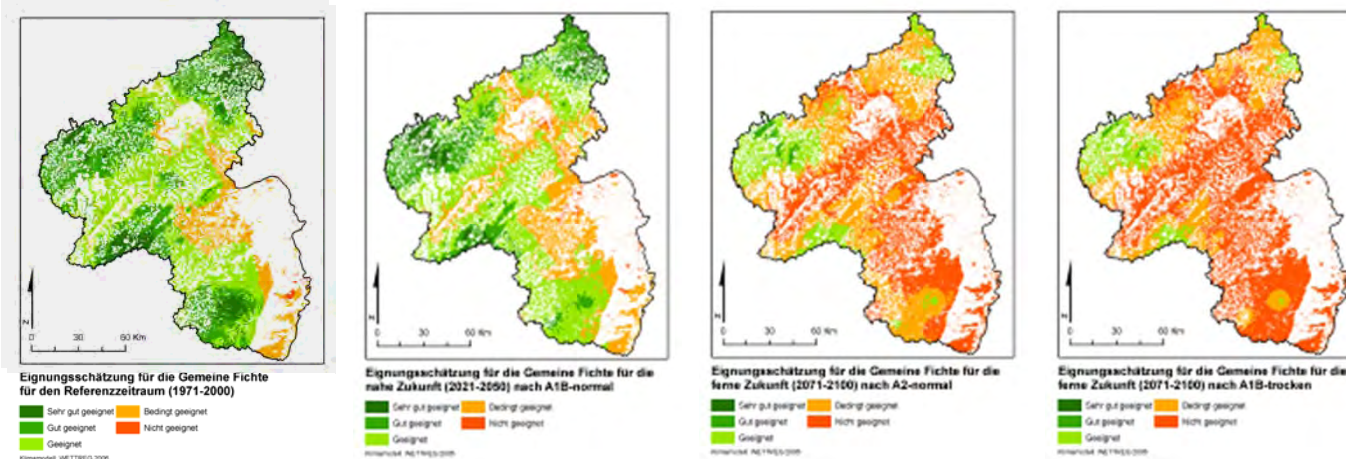 N
0 30 60 Km
Eignungsschätzung für die Gemeine Fichte
für den Referenzzeitraum (1971-2000)
Sehr gut geeignet Bedingt geeignet
Gut geeignet Nicht geeignet
Geeignet
Klimamodell: WETTREG 2006
N
0 30 60 Km
Eignungsschätzung für die Gemeine Fichte für die
nahe Zukunft (2021-2050) nach A1B-normal
Sehr gut geeignet Bedingt geeignet
Gut geeignet Nicht geeignet
Geeignet
N
0 30 60 Km
Eignungsschätzung für die Gemeine Fichte für die
ferne Zukunft (2071-2100) nach A2-normal
Sehr gut geeignet Bedingt geeignet
Gut geeignet Nicht geeignet
Geeignet
N
0 30 60 Km
Eignungsschätzung für die Gemeine Fichte für die
ferne Zukunft (2071-2100) nach A1B-trocken
Sehr gut geeignet Bedingt geeignet
Gut geeignet Nicht geeignet
Geeignet